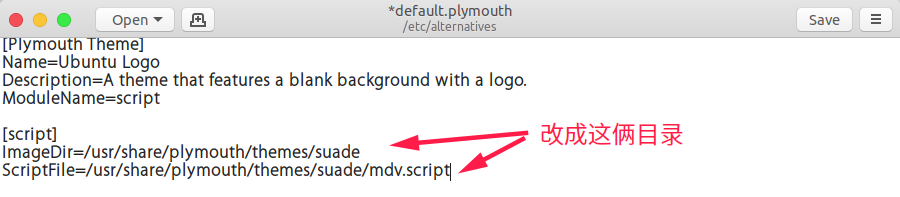 Open
*default.plymouth
/etc/alternatives
Save
[Plymouth Theme]
Name=Ubuntu Logo
Description=A theme that features a blank background with a logo.
ModuleName=script
[script]
ImageDir=/usr/share/plymouth/themes/suade
ScriptFile=/usr/share/plymouth/themes/suade/mdv.script
改成这俩目录